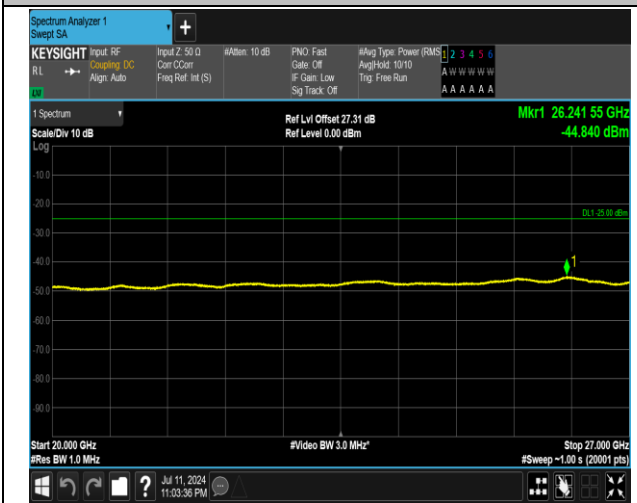 Spectrum Analyzer 1
Swept SA
+
KEYSIGHT Input: RF Input Z: 50 Ω #Atten: 10 dB PNO: Fast #Avg Type: Power (RMS 1 2 3 4 5 6
RL Coupling: DC Corr CCorr Gate: Off Avg|Hold: 10/10 A W W W W W
Align: Auto Freq Ref: Int (S) IF Gain: Low Trig: Free Run
LXI Sig Track: Off A A A A A A
1 Spectrum Ref Lvl Offset 27.31 dB Mkr1 26.241 55 GHz
Scale/Div 10 dB Ref Level 0.00 dBm -44.840 dBm
Log
-10.0
-20.0
DL1 -25.00 dBm
-30.0
-40.0
1
-50.0
-60.0
-70.0
-80.0
-90.0
Start 20.000 GHz #Video BW 3.0 MHz* Stop 27.000 GHz
#Res BW 1.0 MHz #Sweep ~1.00 s (20001 pts)
? Jul 11, 2024
11:03:36 PM